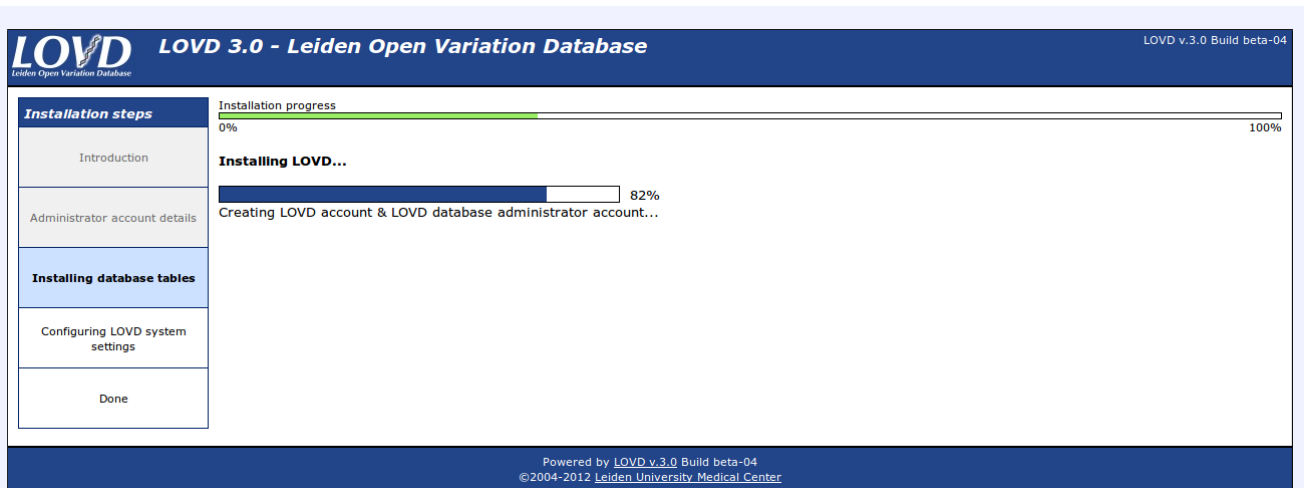 LOVD
Leiden Open Variation Database
LOVD 3.0 - Leiden Open Variation Database
LOVD v.3.0 Build beta-04
Installation steps
Introduction
Administrator account details
Installing database tables
Configuring LOVD system
settings
Done
Installation progress
0%
100%
Installing LOVD...
82%
Creating LOVD account & LOVD database administrator account...
Powered by LOVD v.3.0 Build beta-04
©2004-2012 Leiden University Medical Center